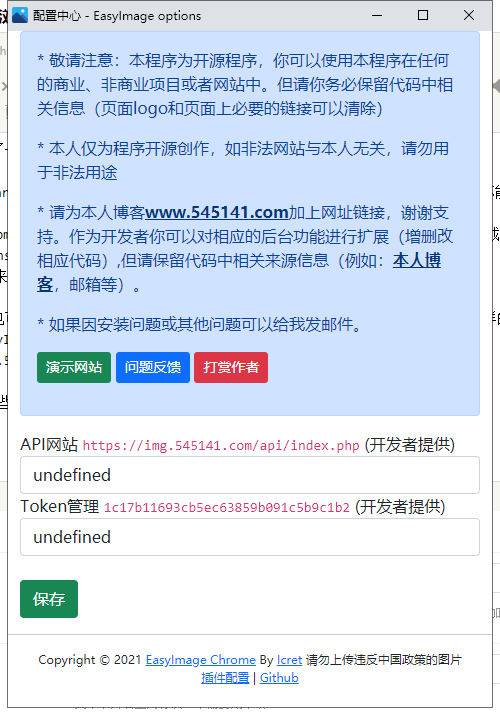 配置中心 - EasyImage options
* 敬请注意：本程序为开源程序，你可以使用本程序在任何
的商业、非商业项目或者网站中。但请你务必保留代码中相
关信息（页面logo和页面上必要的链接可以清除）
* 本人仅为程序开源创作，如非法网站与本人无关，请勿用
于非法用途
* 请为本人博客www.545141.com加上网址链接，谢谢支
持。作为开发者你可以对相应的后台功能进行扩展（增删改
相应代码）,但请保留代码中相关来源信息（例如：本人博
客，邮箱等）。
* 如果因安装问题或其他问题可以给我发邮件。
演示网站 问题反馈 打赏作者
API网站 https://img.545141.com/api/index.php (开发者提供)
undefined
Token管理 1c17b11693cb5ec63859b091c5b9c1b2 (开发者提供)
undefined
保存
Copyright © 2021 EasyImage Chrome By Icret 请勿上传违反中国政策的图片
插件配置 | Github